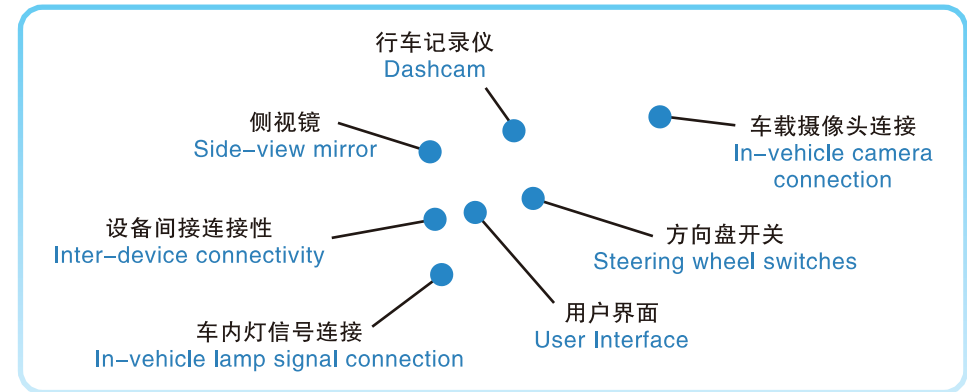 行车记录仪
Dashcam
侧视镜
Side–view mirror
车载摄像头连接
In–vehicle camera
connection
设备间接连接性
Inter–device connectivity
方向盘开关
Steering wheel switches
用户界面
User Interface
车内灯信号连接
In–vehicle lamp signal connection